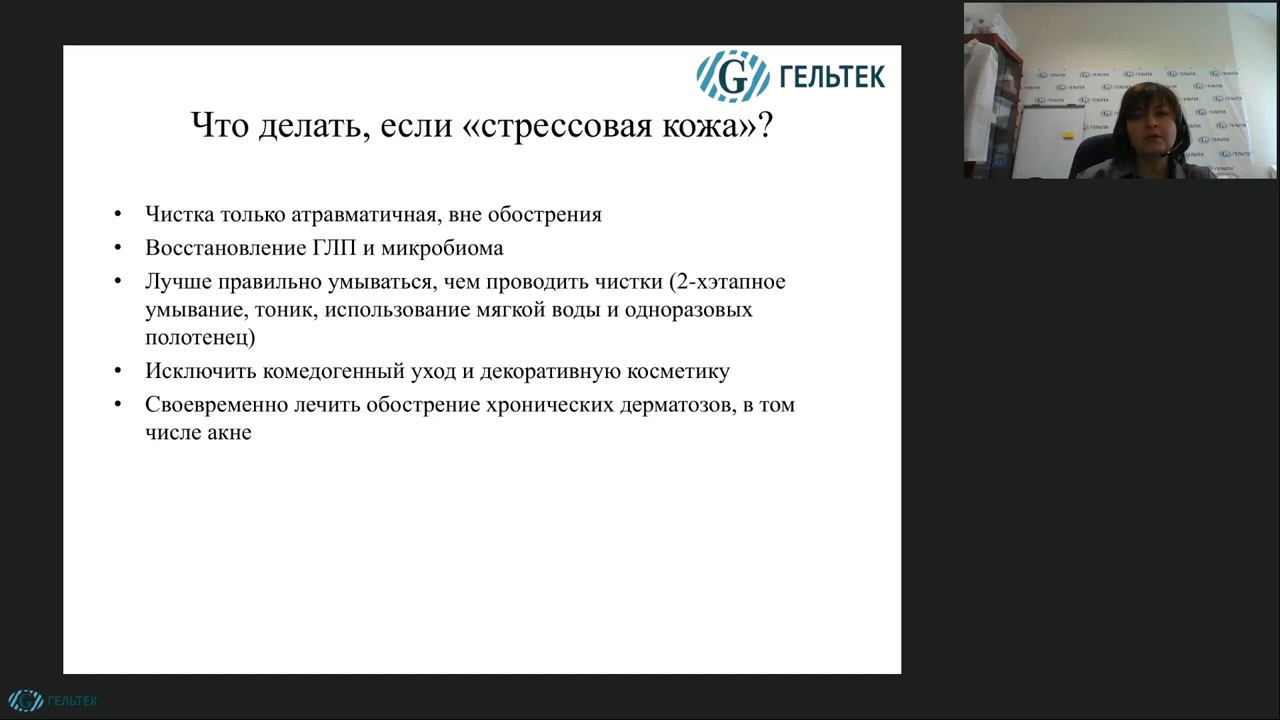 ГЕЛЬТЕК
Что делать, если «стрессовая кожа»?
• Чистка только атравматичная, вне обострения
• Восстановление ГЛП и микробиома
• Лучше правильно умываться, чем проводить чистки (2-хэтапное
умывание, тоник, использование мягкой воды и одноразовых
полотенец)
• Исключить комедогенный уход и декоративную косметику
• Своевременно лечить обострение хронических дерматозов, в том
числе акне
ГЕЛЬТЕК